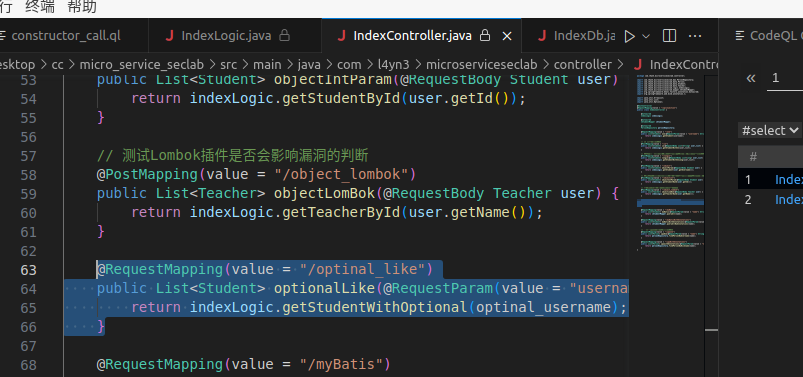 行 终端 帮助
constructor_call.ql
IndexLogic.java
IndexController.java
IndexDb.ja
CodeQL
esktop > cc > micro_service_seclab > src > main > java > com > l4yn3 > microserviceseclab > controller > IndexContro
53 public List<Student> objectIntParam(@RequestBody Student user)
54 return indexLogic.getStudentById(user.getId());
55 }
56
57 // 测试Lombok插件是否会影响漏洞的判断
58 @PostMapping(value = "/object_lombok")
59 public List<Teacher> objectLomBok(@RequestBody Teacher user) {
60 return indexLogic.getTeacherById(user.getName());
61 }
62
63 @RequestMapping(value = "/optinal_like")
64 public List<Student> optionalLike(@RequestParam(value = "userna
65 return indexLogic.getStudentWithOptional(optinal_username);
66 }
67
68 @RequestMapping(value = "/myBatis")
« 1
#select
#
1 Inde
2 Inde